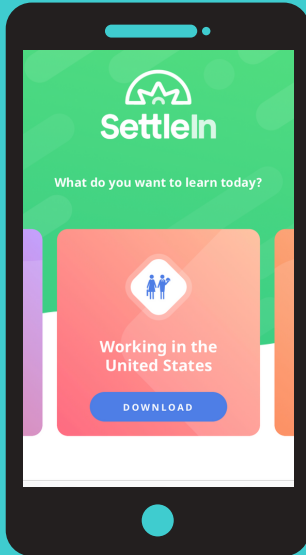 SettleIn
What do you want to learn today?
Working in the
United States
DOWNLOAD